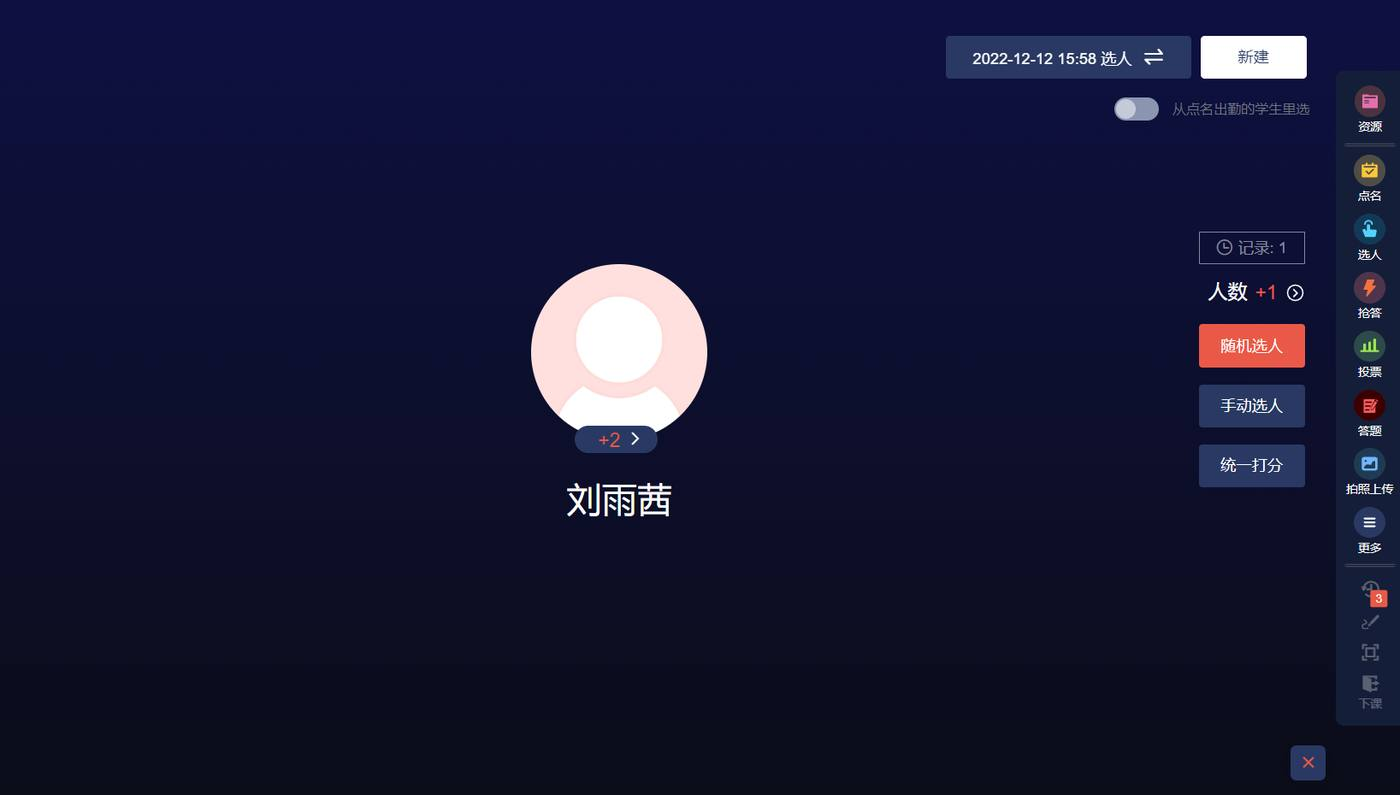 2022-12-12 15:58 选人
新建
从点名出勤的学生里选
资源
点名
选人
抢答
投票
答题
拍照上传
更多
3
下课
记录: 1
人数 +1
随机选人
手动选人
统一打分
+2
刘雨茜